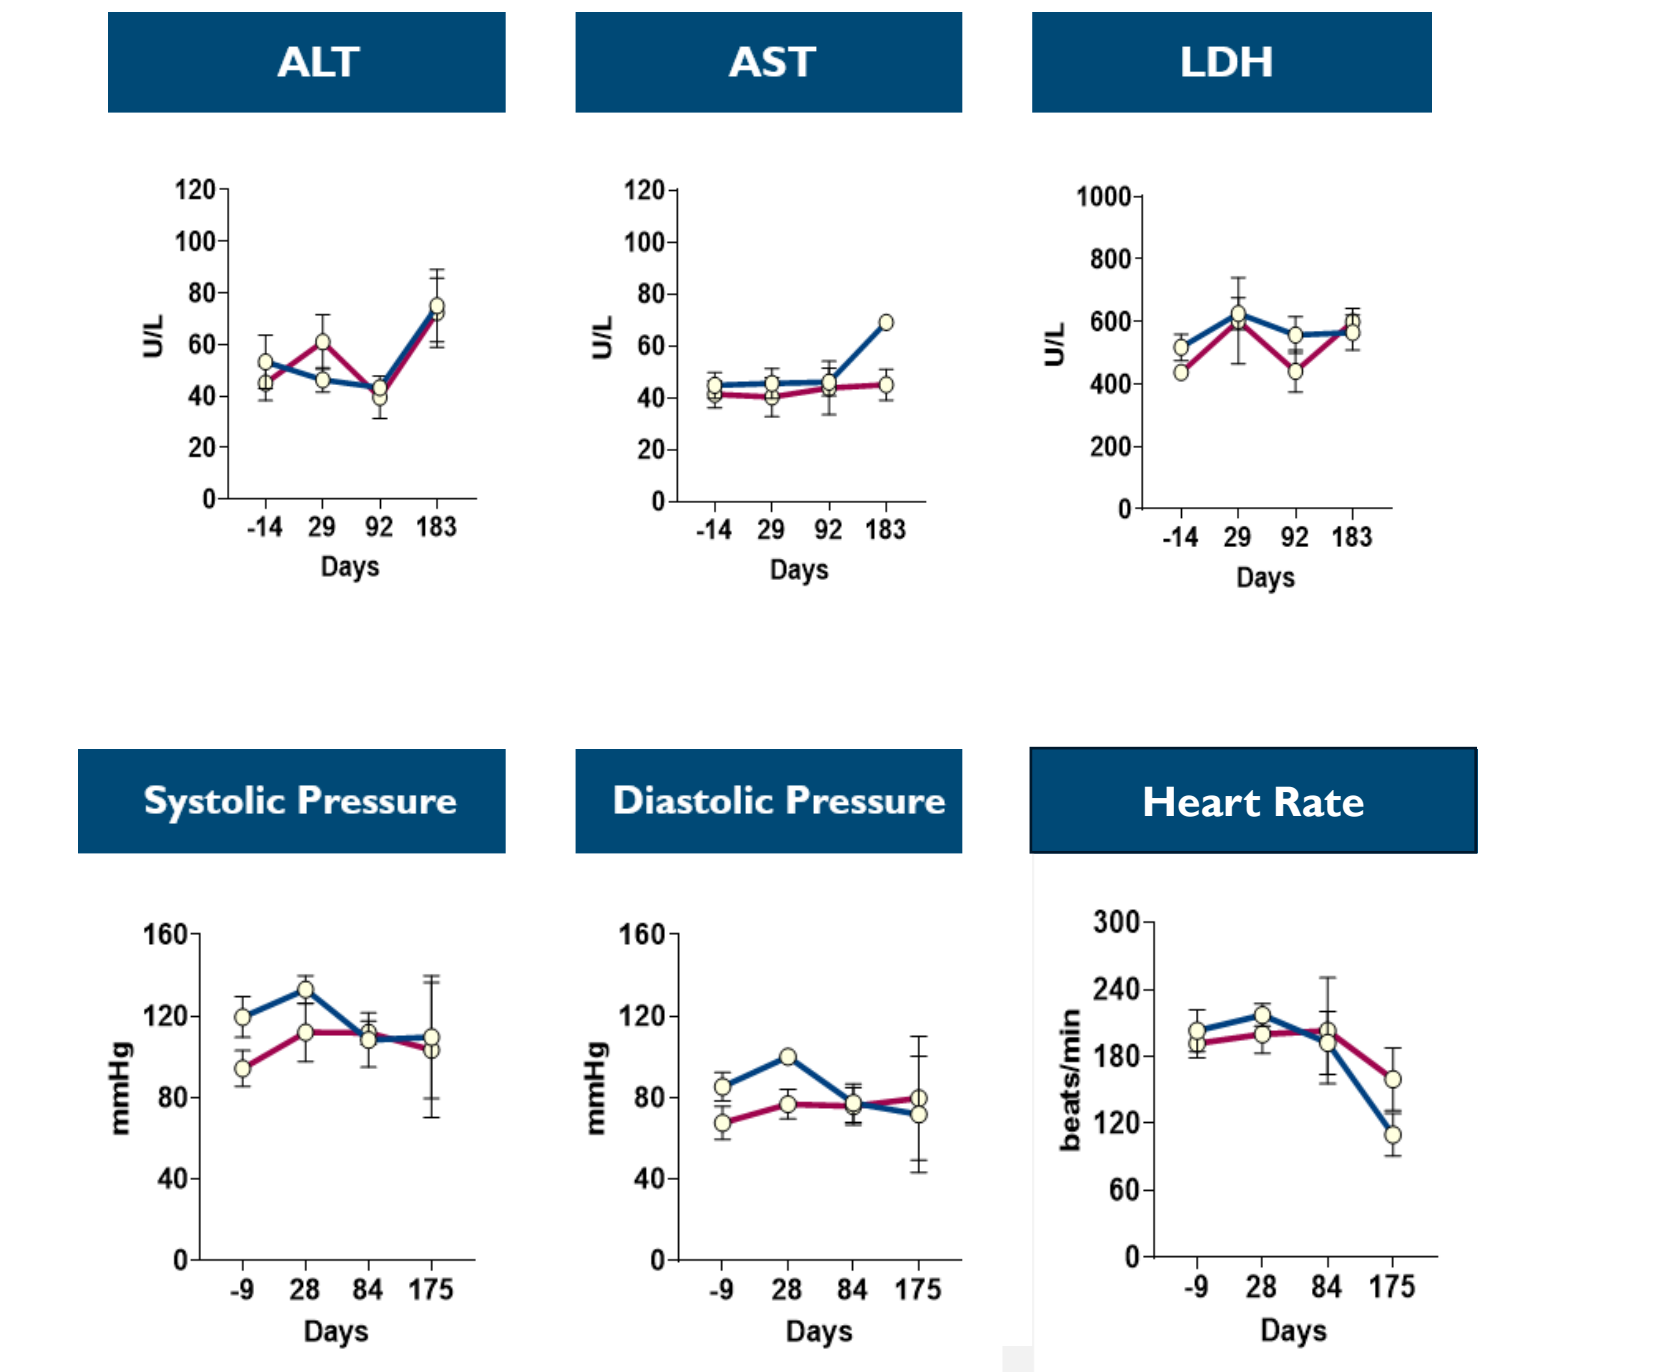 ALT
AST
LDH
120
100
80
60
40
20
0
U/L
-14 29 92 183
Days
120
100
80
60
40
20
0
U/L
-14 29 92 183
Days
1000
800
600
400
200
0
U/L
-14 29 92 183
Days
Systolic Pressure
Diastolic Pressure
Heart Rate
160
120
80
40
0
mmHg
-9 28 84 175
Days
160
120
80
40
0
mmHg
-9 28 84 175
Days
300
240
180
120
60
0
beats/min
-9 28 84 175
Days